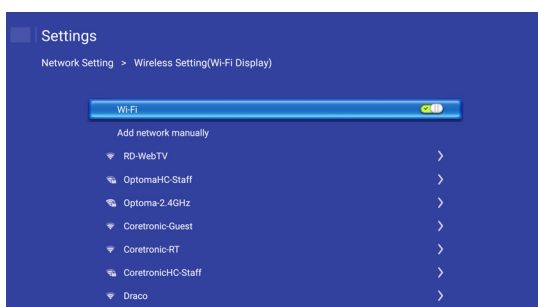 Settings
Network Setting > Wireless Setting(Wi-Fi Display)
Wi-Fi
Add network manually
RD-WebTV
OptomaHC-Staff
Optoma-2.4GHz
Coretronic-Guest
Coretronic-RT
CoretronicHC-Staff
Draco